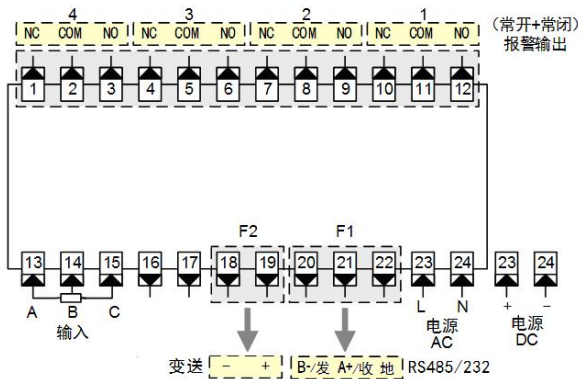 4 3 2 1
NC COM NO NC COM NO NC COM NO NC COM NO
(常开+常闭)
报警输出
1 2 3 4 5 6 7 8 9 10 11 12
F2 F1
13 14 15 16 17 18 19 20 21 22 23 24 23 24
A B C L N + −
输入 电源 电源
AC DC
变送 − + B-/发 A+/收 地 RS485/232